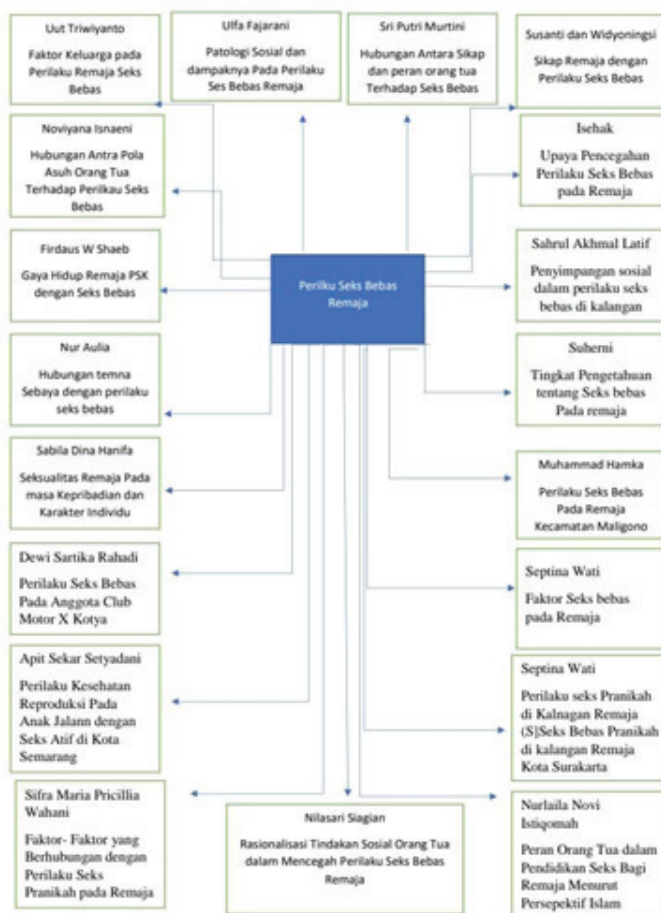 Uut Triwiyanto
Faktor Keluarga pada
Perilaku Remaja Seks
Bebas
Ulfa Fajarani
Patologi Sosial dan
dampaknya Pada Perilaku
Ses Bebas Remaja
Sri Putri Murtini
Hubungan Antara Sikap
dan peran orang tua
Terhadap Seks Bebas
Susanti dan Widyoningsi
Sikap Remaja dengan
Perilaku Seks Bebas
Noviyana Isnaeni
Hubungan Antra Pola
Asuh Orang Tua
Terhadap Perilkau Seks
Bebas
Isehak
Upaya Pencegahan
Perilaku Seks Bebas
pada Remaja
Firdaus W Shaeb
Gaya Hidup Remaja PSK
dengan Seks Bebas
Perilku Seks Bebas
Remaja
Sahrul Akhmal Latif
Penyimpangan sosial
dalam perilaku seks
bebas di kalangan
Nur Aulia
Hubungan temna
Sebaya dengan perilaku
seks bebas
Suherni
Tingkat Pengetahuan
tentang Seks bebas
Pada remaja
Sabila Dina Hanifa
Seksualitas Remaja Pada
masa Kepribadian dan
Karakter Individu
Muhammad Hamka
Perilaku Seks Bebas
Pada Remaja
Kecamatan Maligono
Dewi Sartika Rahadi
Perilaku Seks Bebas
Pada Anggota Club
Motor X Kotya
Septina Wati
Faktor Seks bebas
pada Remaja
Apit Sekar Setyadani
Perilaku Kesehatan
Reproduksi Pada
Anak Jalann dengan
Seks Atif di Kota
Semarang
Septina Wati
Perilaku seks Pranikah
di Kalnagan Remaja
(S]Seks Bebas Pranikah
di kalangan Remaja
Kota Surakarta
Sifra Maria Pricillia
Wahani
Faktor- Faktor yang
Berhubungan dengan
Perilaku Seks
Pranikah pada Remaja
Nilasari Siagian
Rasionalisasi Tindakan Sosial Orang Tua
dalam Mencegah Perilaku Seks Bebas
Remaja
Nurlaila Novi
Istiqomah
Peran Orang Tua dalam
Pendidikan Seks Bagi
Remaja Menurut
Persepektif Islam